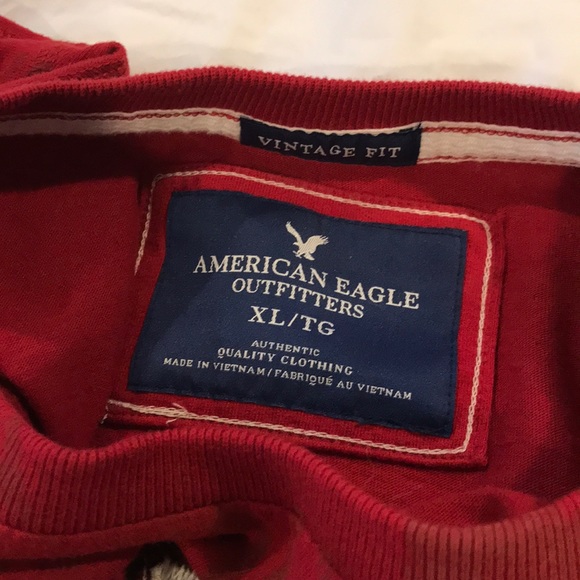 VINTAGE FIT
AMERICAN EAGLE
OUTFITTERS
XL/TG
AUTHENTIC
QUALITY CLOTHING
MADE IN VIETNAM/FABRIQUÉ AU VIETNAM